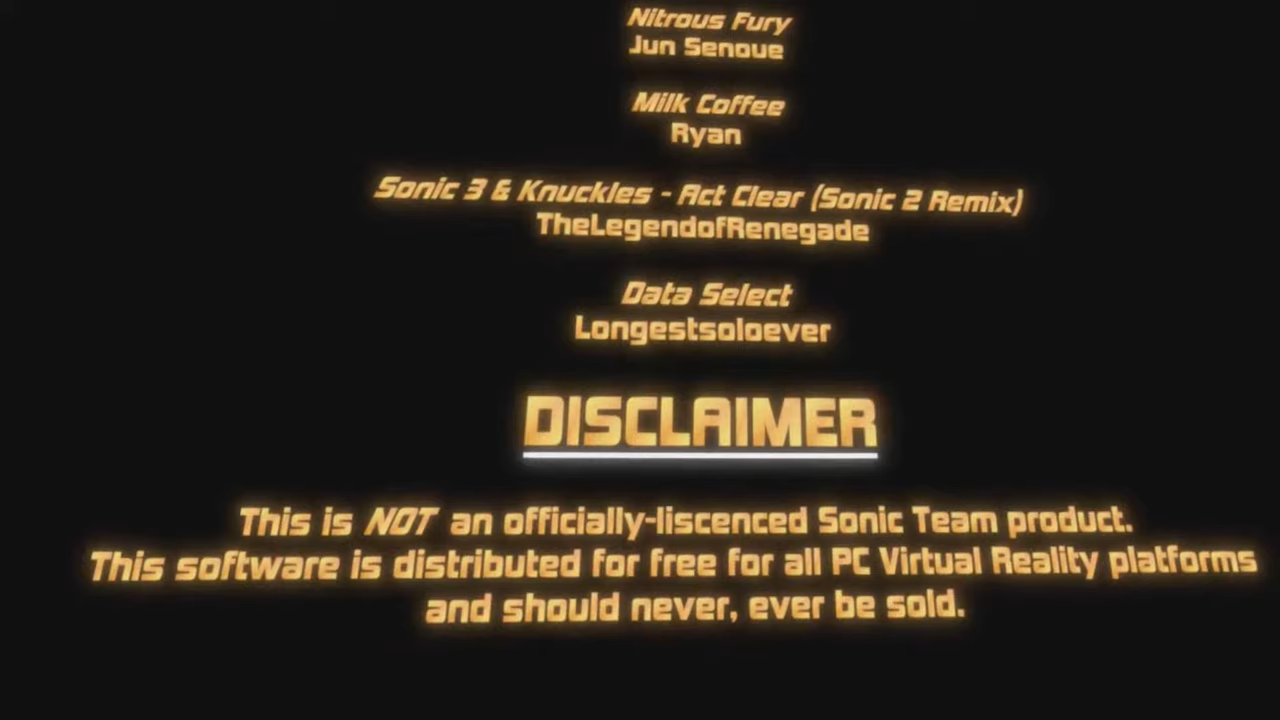 Nitrous Fury
Jun Senoue
Milk Coffee
Ryan
Sonic 3 & Knuckles - Act Clear (Sonic 2 Remix)
TheLegendofRenegade
Data Select
Longestsoloever
DISCLAIMER
This is NOT an officially-liscenced Sonic Team product.
This software is distributed for free for all PC Virtual Reality platforms
and should never, ever be sold.